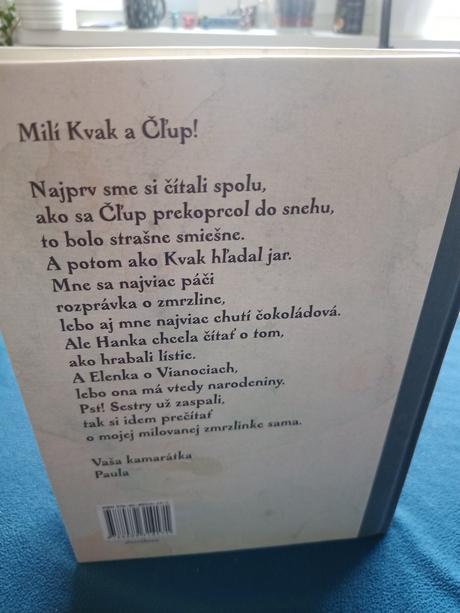 Milí Kvak a Čľup!
Najprv sme si čítali spolu,
ako sa Čľup prekoprcol do snehu,
to bolo strašne smiešne.
A potom ako Kvak hľadal jar.
Mne sa najviac páči
rozprávka o zmrzline,
lebo aj mne najviac chutí čokoládová.
Ale Hanka chcela čítať o tom,
ako hrabali lístie.
A Elenka o Vianociach,
lebo ona má vtedy narodeniny.
Pst! Sestry už zaspali,
tak si idem prečítať
o mojej milovanej zmrzlinke sama.
Vaša kamarátka
Paula